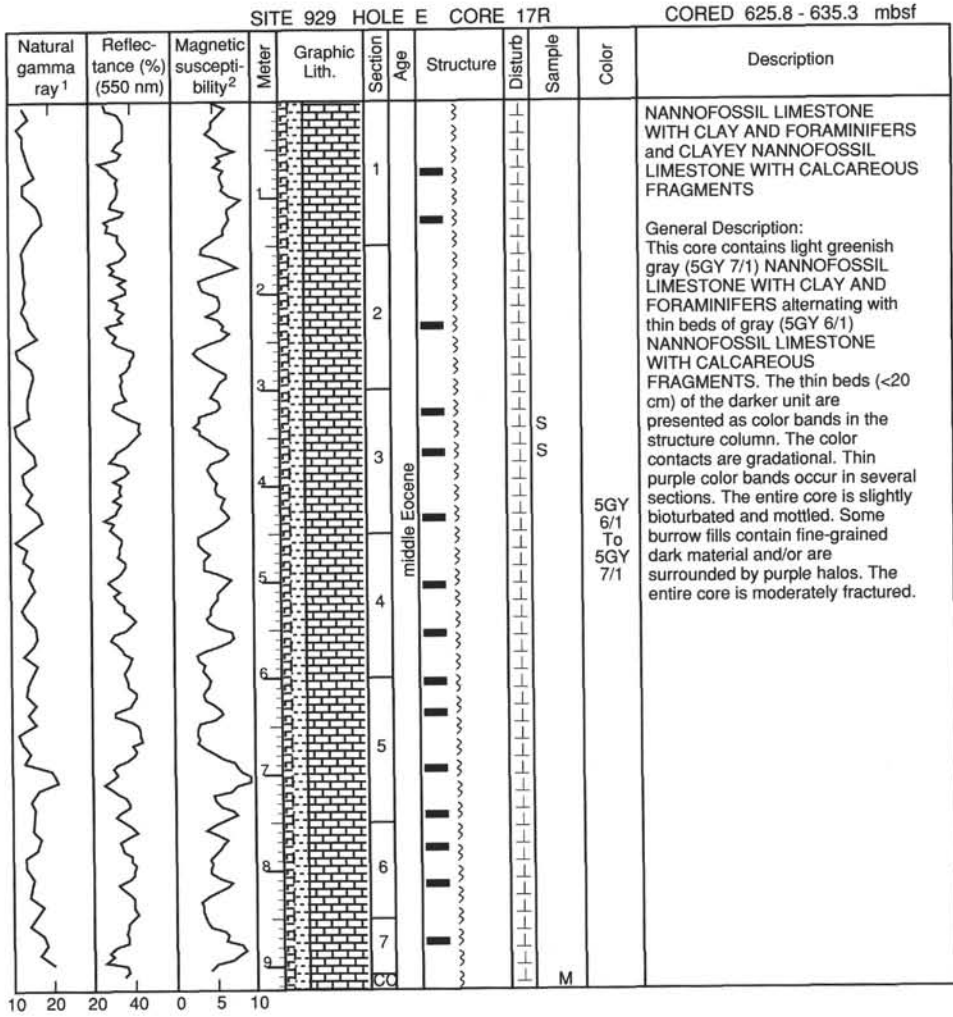 SITE 929 HOLE E CORE 17R CORED 625.8 - 635.3 mbsf
Natural gamma ray 1
Reflec-
tance (%)
(550 nm)
Magnetic
suscepti-
bility2
Meter
Graphic
Lith.
Section
Age
Structure
Disturb
Sample
Color
Description
1
2
3
4
5
6
7
8
9
1
2
3
4
5
6
7
CC
middle Eocene
S
S
M
5GY
6/1
To
5GY
7/1
NANNOFOSSIL LIMESTONE
WITH CLAY AND FORAMINIFERS
and CLAYEY NANNOFOSSIL
LIMESTONE WITH CALCAREOUS
FRAGMENTS
General Description:
This core contains light greenish
gray (5GY 7/1) NANNOFOSSIL
LIMESTONE WITH CLAY AND
FORAMINIFERS alternating with
thin beds of gray (5GY 6/1)
NANNOFOSSIL LIMESTONE
WITH CALCAREOUS
FRAGMENTS. The thin beds (<20
cm) of the darker unit are
presented as color bands in the
structure column. The color
contacts are gradational. Thin
purple color bands occur in several
sections. The entire core is slightly
bioturbated and mottled. Some
burrow fills contain fine-grained
dark material and/or are
surrounded by purple halos. The
entire core is moderately fractured.
10 20 20 40 0 5 10